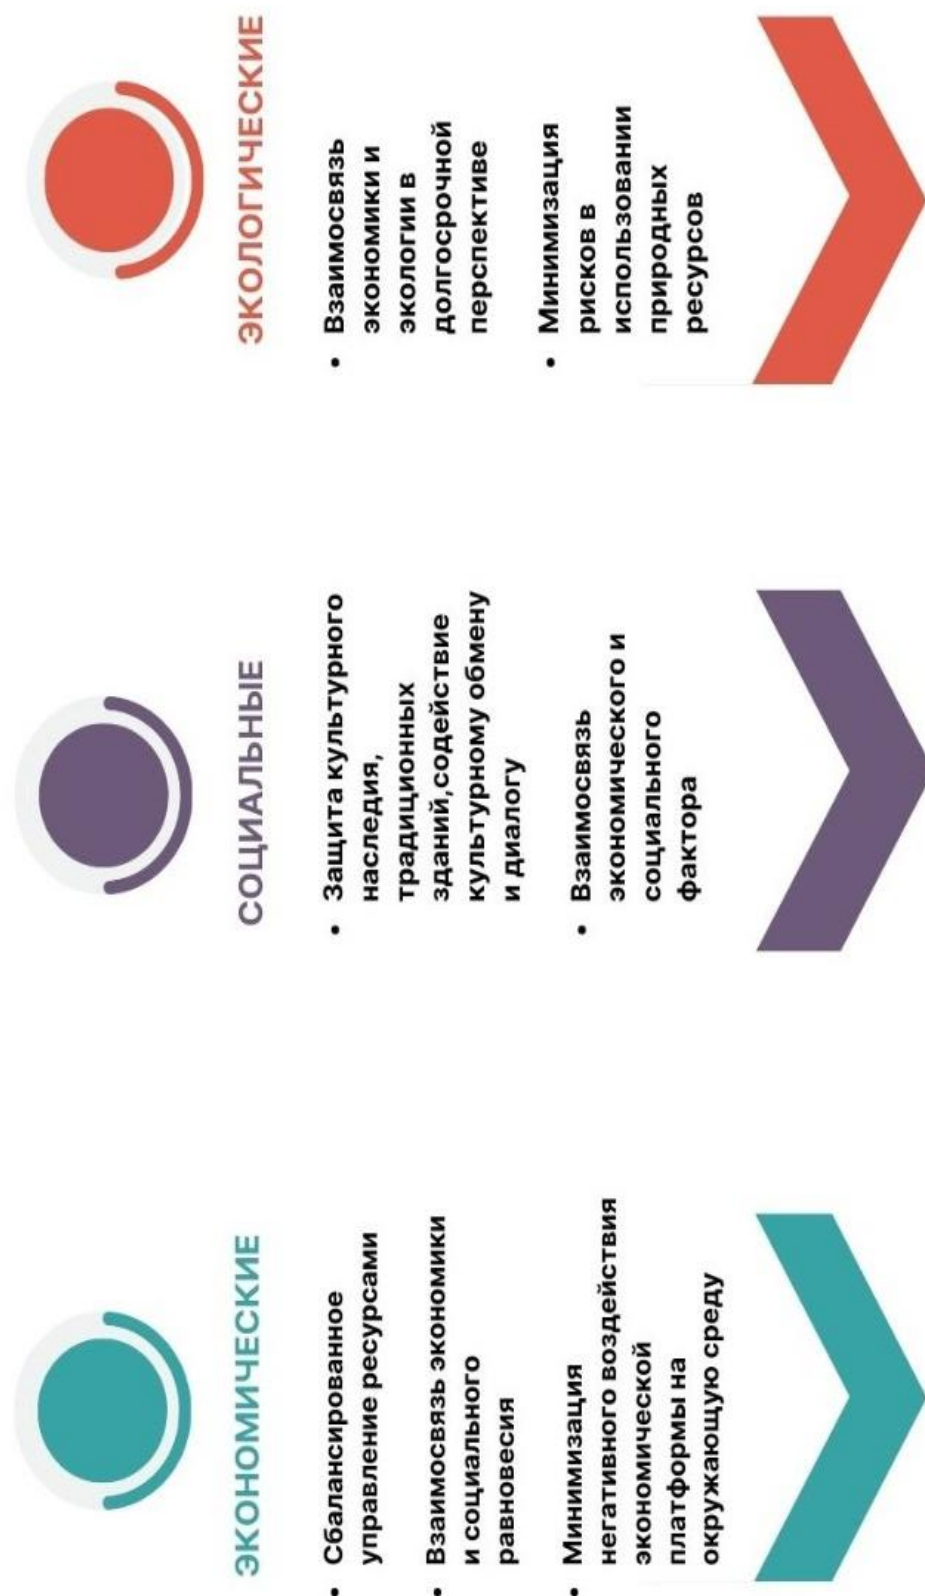 ЭКОНОМИЧЕСКИЕ
• Сбалансированное
управление ресурсами
• Взаимосвязь экономики
и социального
равновесия
• Минимизация
негативного воздействия
экономической
платформы на
окружающую среду
СОЦИАЛЬНЫЕ
• Защита культурного
наследия,
традиционных
зданий,содействие
культурному обмену
и диалогу
• Взаимосвязь
экономического и
социального
фактора
ЭКОЛОГИЧЕСКИЕ
• Взаимосвязь
экономики и
экологии в
долгосрочной
перспективе
• Минимизация
рисков в
использовании
природных
ресурсов